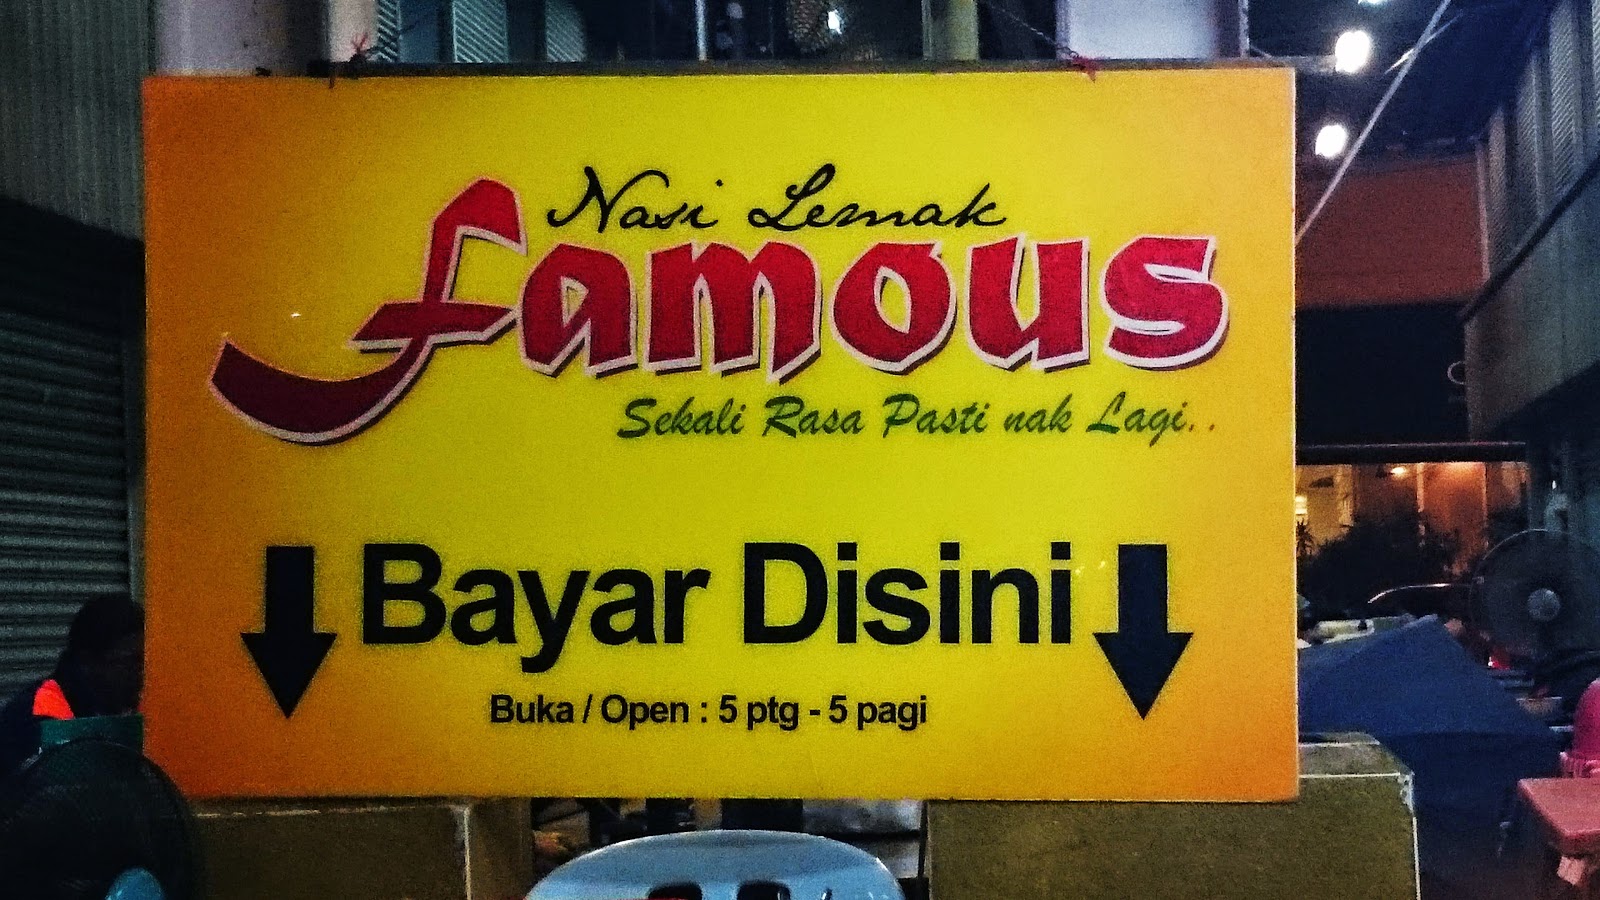 Nasi Lemak
famous
Sekali Rasa Pasti nak Lagi..
Bayar Disini
Buka / Open : 5 ptg - 5 pagi